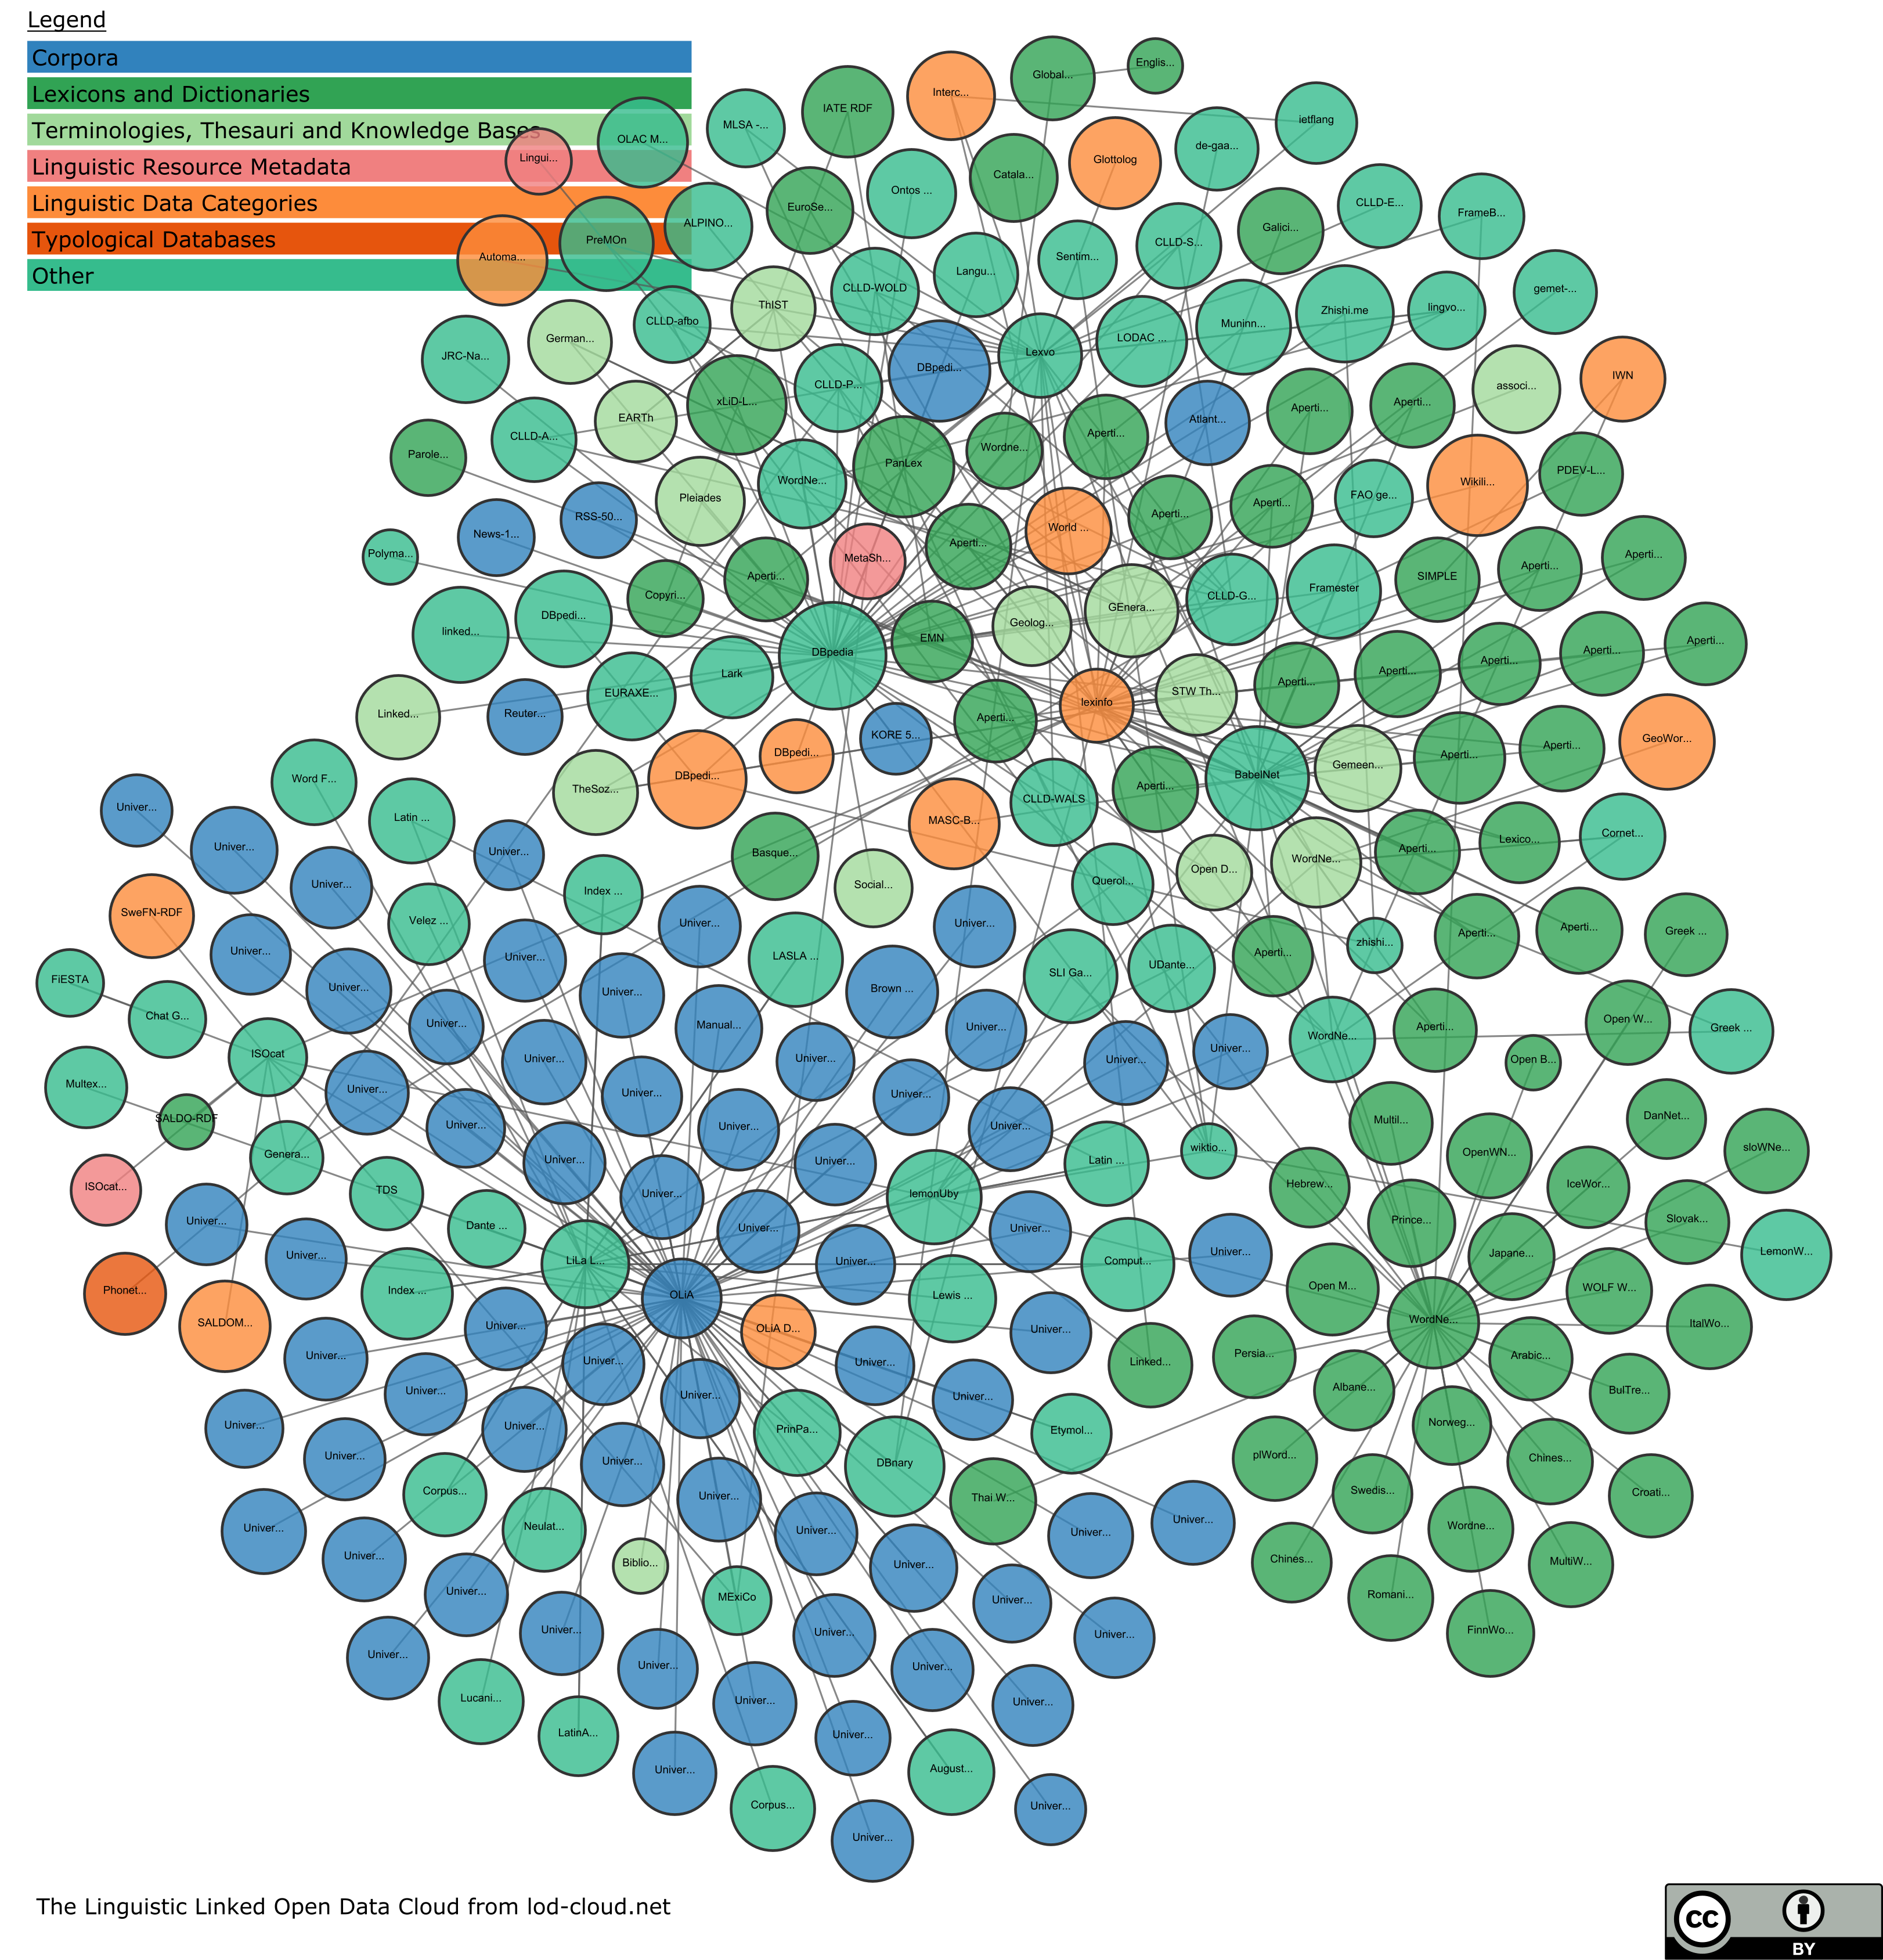 Legend
Corpora
Lexicons and Dictionaries
Terminologies, Thesauri and Knowledge Bases
Linguistic Resource Metadata
Linguistic Data Categories
Typological Databases
Other
Englis...
Global...
Interc...
IATE RDF
ietflang
MLSA -...
OLAC M...
de-gaa...
Lingui...
Glottolog
Catala...
Ontos ...
CLLD-E...
EuroSe...
FrameB...
ALPINO...
Galici...
PreMOn
CLLD-S...
Automa...
Sentim...
Langu...
CLLD-WOLD
gemet-...
ThIST
lingvo...
Zhishi.me
CLLD-afbo
Muninn...
German...
LODAC ...
Lexvo
JRC-Na...
DBpedi...
IWN
CLLD-P...
associ...
xLiD-L...
Aperti...
Aperti...
EARTh
Atlant...
Aperti...
CLLD-A...
Wordne...
Parole...
PanLex
PDEV-L...
WordNe...
Wikili...
FAO ge...
Pleiades
Aperti...
Aperti...
RSS-50...
World ...
News-1...
Aperti...
Polyma...
Aperti...
MetaSh...
Aperti...
Aperti...
SIMPLE
Framester
Copyri...
CLLD-G...
GEnera...
DBpedi...
Geolog...
linked...
EMN
Aperti...
DBpedia
Aperti...
Aperti...
Aperti...
Lark
Aperti...
STW Th...
EURAXE...
lexinfo
Linked...
Reuter...
Aperti...
KORE 5...
GeoWor...
Aperti...
DBpedi...
Aperti...
Gemeen...
DBpedi...
BabelNet
Word F...
Aperti...
TheSoz...
CLLD-WALS
Univer...
Latin ...
MASC-B...
Cornet...
Lexico...
Univer...
Aperti...
Univer...
Basque...
WordNe...
Open D...
Querol...
Univer...
Social...
Index ...
SweFN-RDF
Velez ...
Univer...
Univer...
Aperti...
Greek ...
Aperti...
zhishi...
Univer...
Aperti...
LASLA ...
Univer...
UDante...
SLI Ga...
FiESTA
Univer...
Brown ...
Univer...
Chat G...
Open W...
Univer...
Manual...
Univer...
Aperti...
Greek ...
WordNe...
Univer...
ISOcat
Univer...
Univer...
Univer...
Open B...
Multex...
Univer...
Univer...
Univer...
SALDO-RDF
Multil...
DanNet...
Univer...
Univer...
Univer...
sloWNe...
wiktio...
OpenWN...
Genera...
Univer...
Univer...
Latin ...
Hebrew...
IceWor...
ISOcat...
TDS
Univer...
lemonUby
Slovak...
Prince...
Univer...
Dante ...
Univer...
Univer...
Univer...
Univer...
LemonW...
Japane...
LiLa L...
Univer...
Comput...
Phonet...
Index ...
Open M...
WOLF W...
OLiA
Lewis ...
SALDOM...
WordNe...
ItalWo...
Univer...
OLiA D...
Univer...
Persia...
Univer...
Arabic...
Univer...
Univer...
Linked...
Albane...
Univer...
BulTre...
Univer...
Univer...
Norweg...
Univer...
Univer...
PrinPa...
Etymol...
plWord...
Univer...
Chines...
Univer...
DBnary
Corpus...
Swedis...
Croati...
Univer...
Thai W...
Univer...
Univer...
Neulat...
Univer...
Univer...
Wordne...
Univer...
Biblio...
Univer...
Chines...
MultiW...
Univer...
MExiCo
Univer...
Romani...
Univer...
Univer...
Univer...
FinnWo...
Univer...
Univer...
Univer...
Lucani...
Univer...
Univer...
LatinA...
Univer...
Univer...
August...
Corpus...
Univer...
Univer...
The Linguistic Linked Open Data Cloud from lod-cloud.net
cc
BY